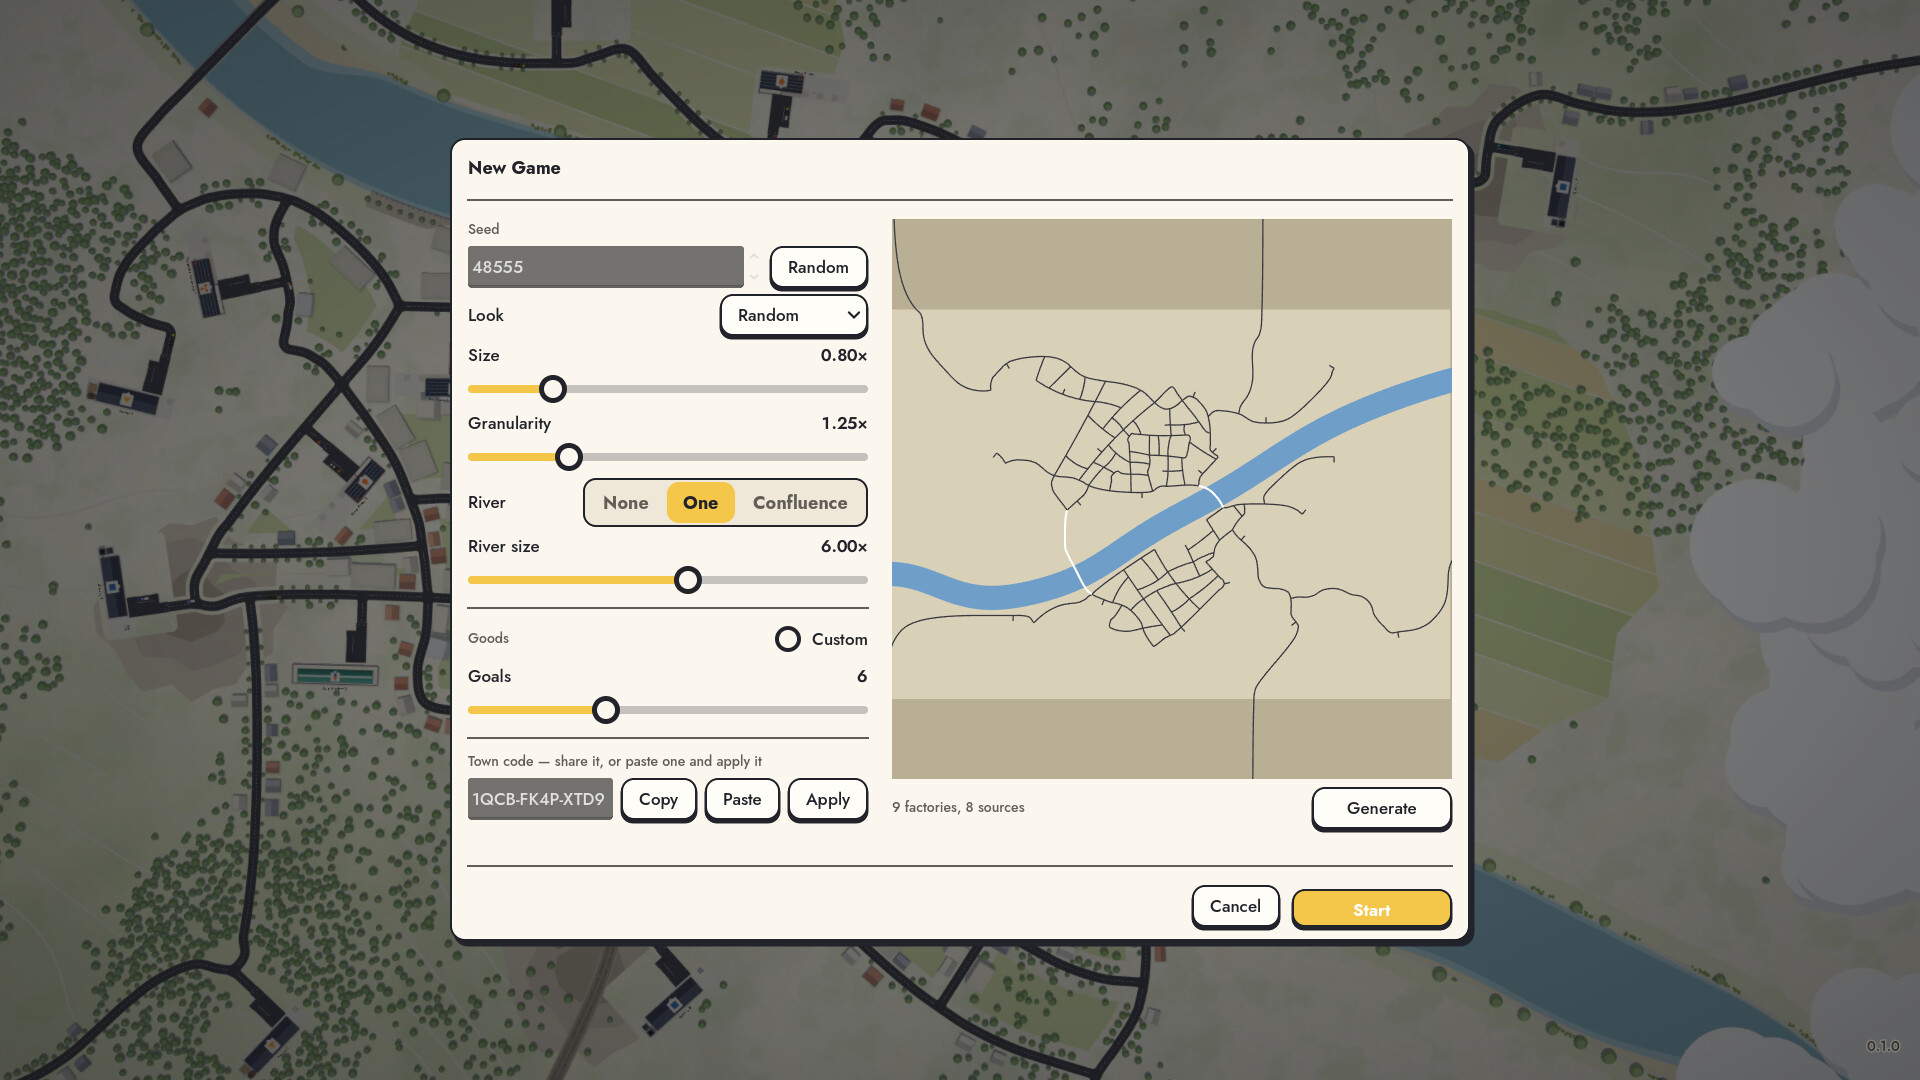 New Game
Seed
48555
Random
Look
Random
Size
0.80×
Granularity
1.25×
River
None
One
Confluence
River size
6.00×
Goods
Custom
Goals
6
Town code — share it, or paste one and apply it
1QCB-FK4P-XTD9
Copy
Paste
Apply
9 factories, 8 sources
Generate
Cancel
Start
0.1.0